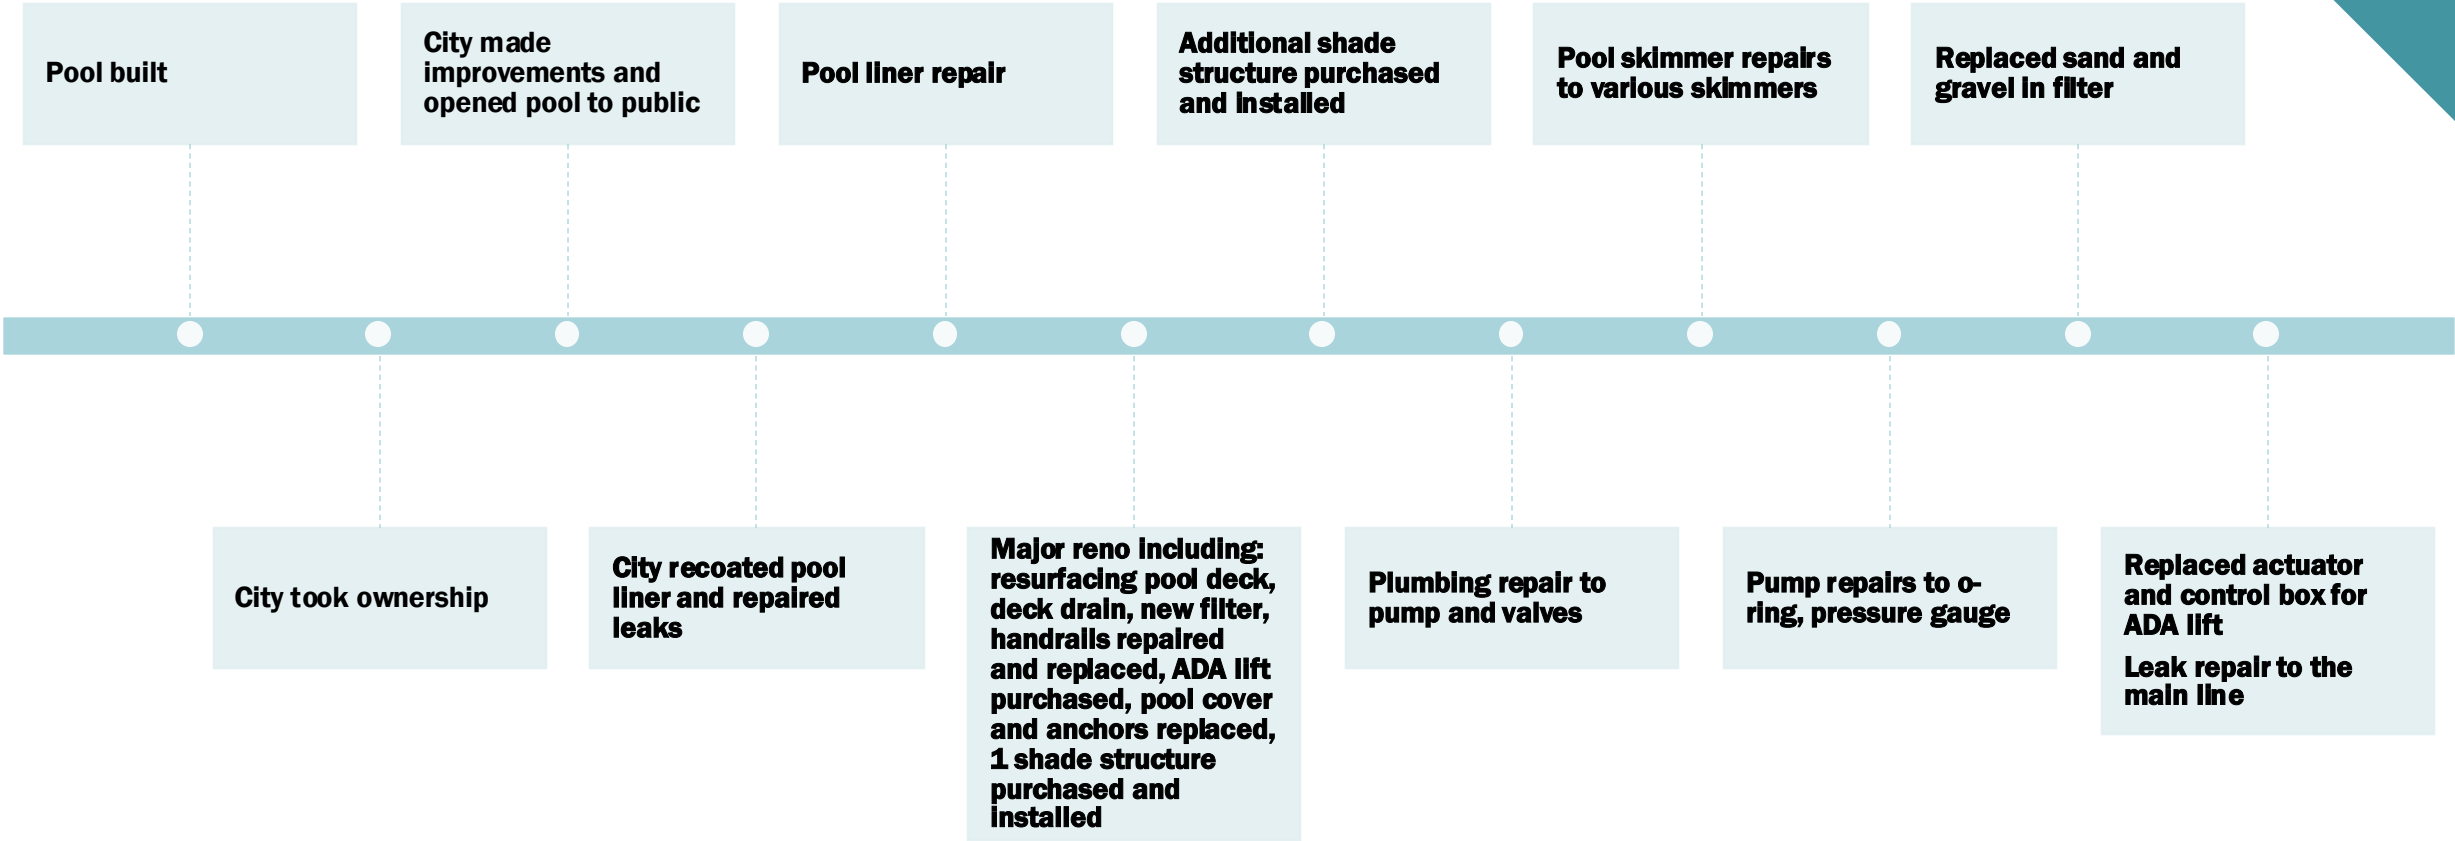 Pool built
City made
improvements and
opened pool to public
Pool liner repair
Additional shade
structure purchased
and installed
Pool skimmer repairs
to various skimmers
Replaced sand and
gravel in filter
City took ownership
City recoated pool
liner and repaired
leaks
Major reno including:
resurfacing pool deck,
deck drain, new filter,
handrails repaired
and replaced, ADA lift
purchased, pool cover
and anchors replaced,
1 shade structure
purchased and
installed
Plumbing repair to
pump and valves
Pump repairs to o-
ring, pressure gauge
Replaced actuator
and control box for
ADA lift
Leak repair to the
main line